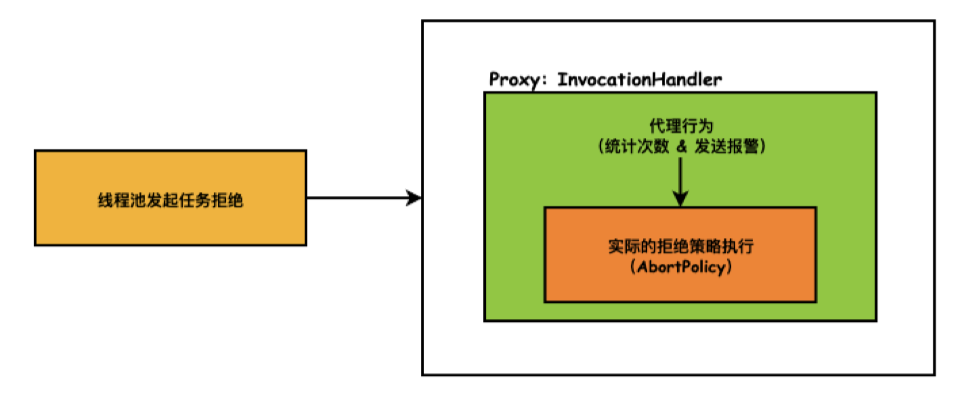 Proxy: InvocationHandler
代理行为
（统计次数 & 发送报警）
线程池发起任务拒绝
实际的拒绝策略执行
（AbortPolicy）